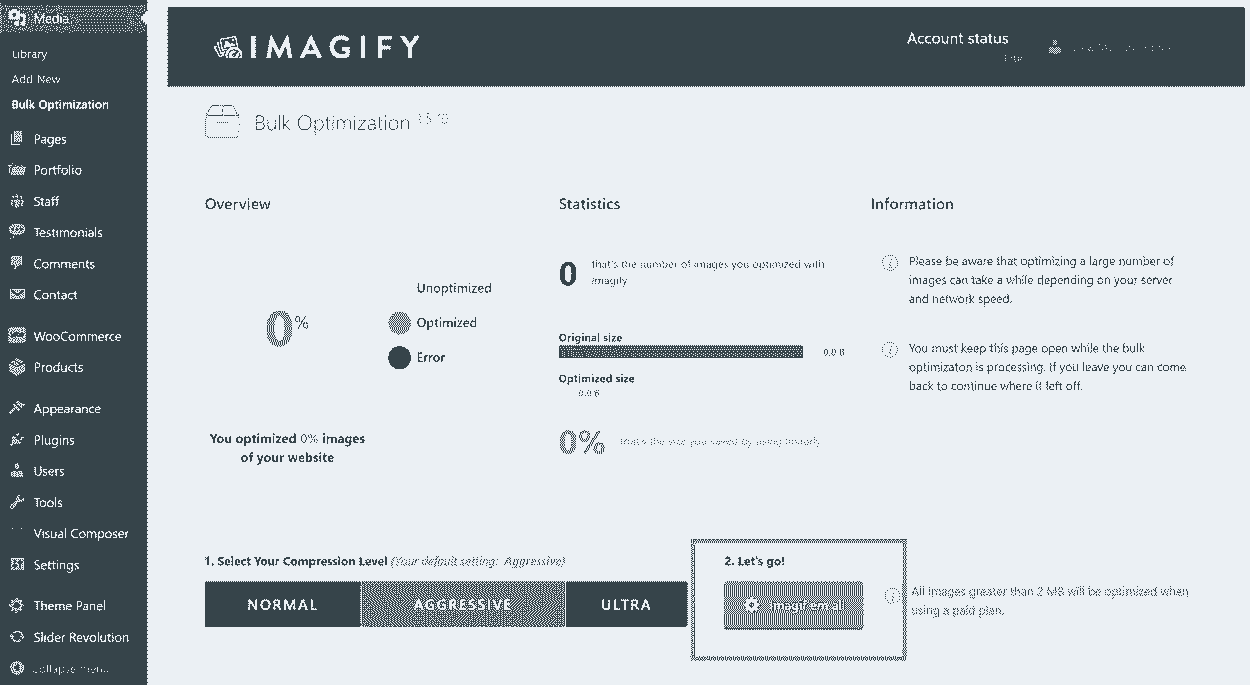 Media
Library
Add New
Bulk Optimization
Pages
Portfolio
Staff
Testimonials
Comments
Contact
WooCommerce
Products
Appearance
Plugins
Users
Tools
Visual Composer
Settings
Theme Panel
Slider Revolution
Collapse menu
IMAGIFY
Account status
Bulk Optimization
Overview
0%
Unoptimized
Optimized
Error
You optimized 0% images
of your website
Statistics
0
that's the number of images you optimized with
Imagify
Original size
0.0 B
Optimized size
0.0 B
0%
that's the size you saved by using Imagify
Information
Please be aware that optimizing a large number of
images can take a while depending on your server
and network speed.
You must keep this page open while the bulk
optimizaton is processing. If you leave you can come
back to continue where it left off.
1. Select Your Compression Level (Your default setting: Aggressive)
NORMAL
AGGRESSIVE
ULTRA
2. Let's go!
Imagif'em all
All images greater than 2 MB will be optimized when
using a paid plan.